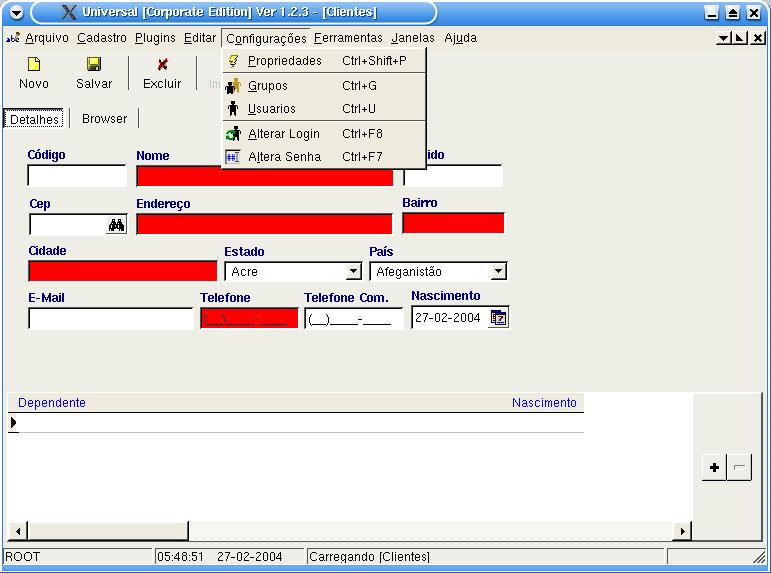 Universal [Corporate Edition] Ver 1.2.3 - [Clientes]
Arquivo Cadastro Plugins Editar Configurações Ferramentas Janelas Ajuda
Propriedades Ctrl+Shift+P
Grupos Ctrl+G
Usuarios Ctrl+U
Alterar Login Ctrl+F8
Altera Senha Ctrl+F7
Novo Salvar Excluir
Detalhes Browser
Código Nome
Cep Endereço Bairro
Cidade Estado País
Acre Afeganistão
E-Mail Telefone Telefone Com. Nascimento
(__)____-____ (__)____-____ 27-02-2004
Dependente Nascimento
ROOT 05:48:51 27-02-2004 Carregando [Clientes]